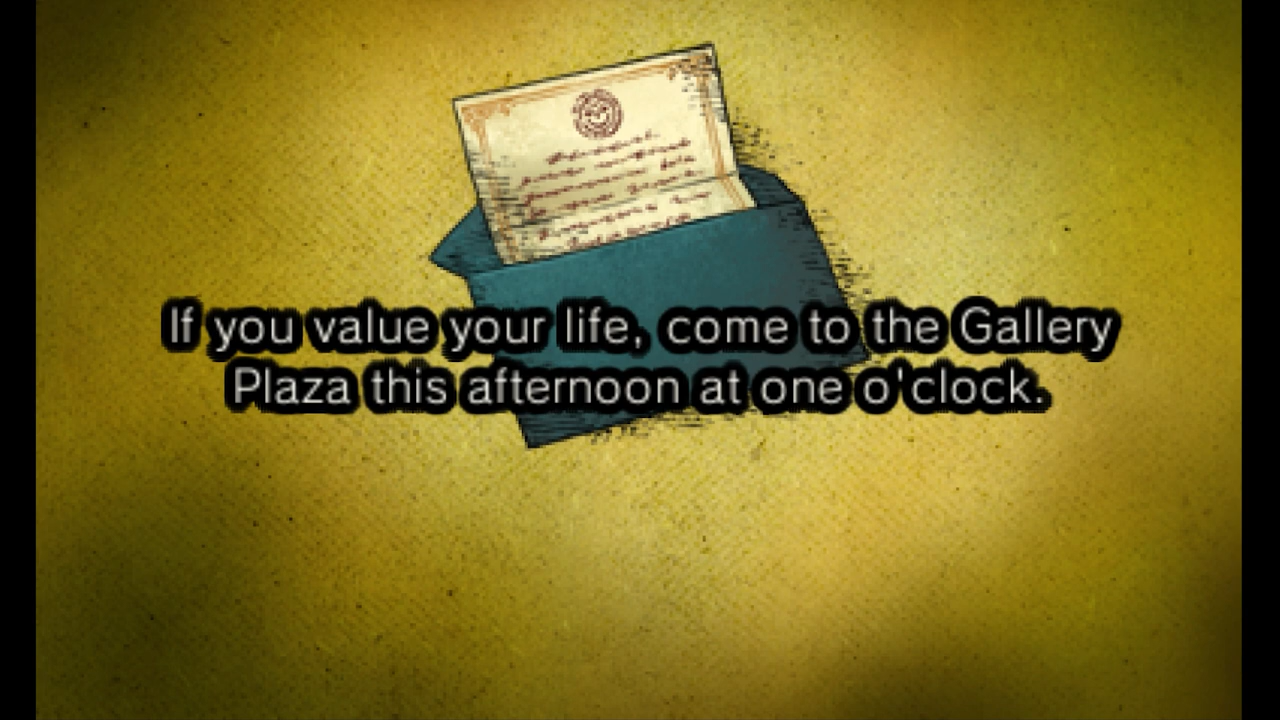 If you value your life, come to the Gallery
Plaza this afternoon at one o'clock.